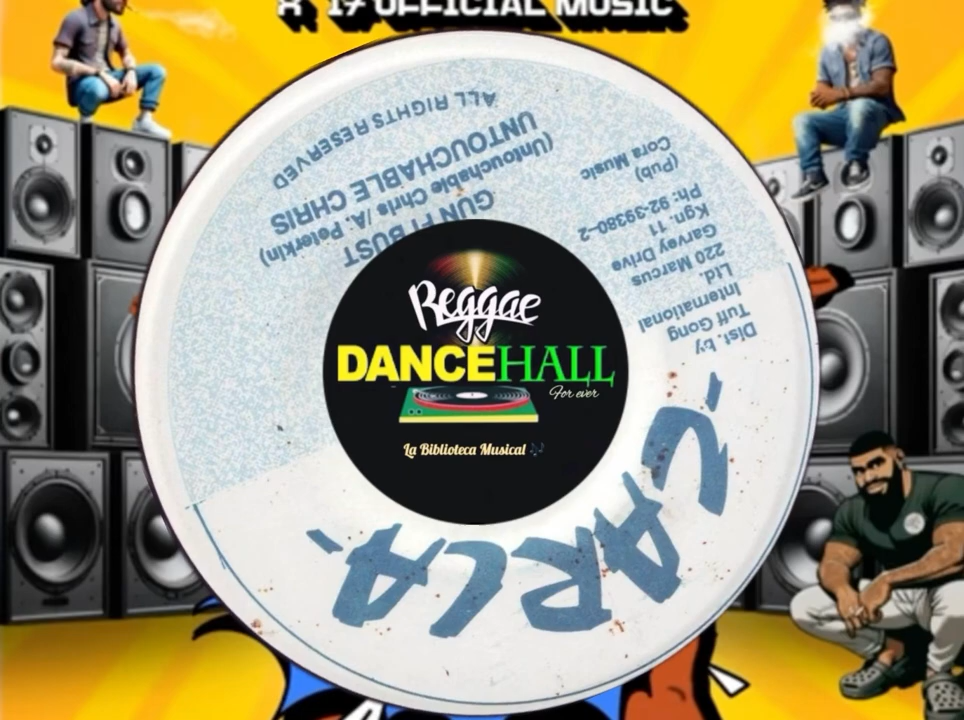 X 17 OFFICIAL MUSIC
"CARLA"
Dist. by
Tuff Gong
International
Ltd.
220 Marcus
Garvey Drive
Kgn. 11
Ph: 92-39380-2
(Pub)
Cora Music
GUN FI BUST
(Untouchable Chris /A. Peterkin)
UNTOUCHABLE CHRIS
ALL RIGHTS RESERVED
Reggae
DANCEHALL
For ever
La Biblioteca Musical